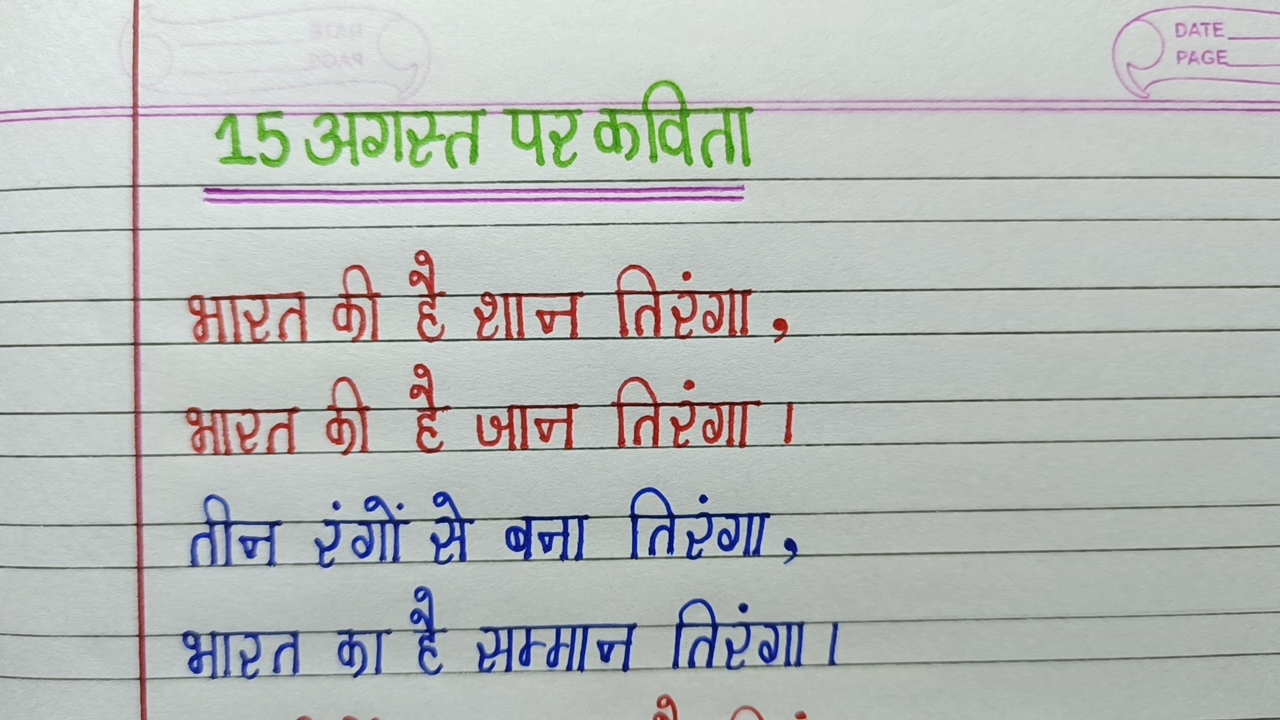 DATE
PAGE
15 अगस्त पर कविता
भारत की है शान तिरंगा,
भारत की है जान तिरंगा।
तीन रंगों से बना तिरंगा,
भारत का है सम्मान तिरंगा।